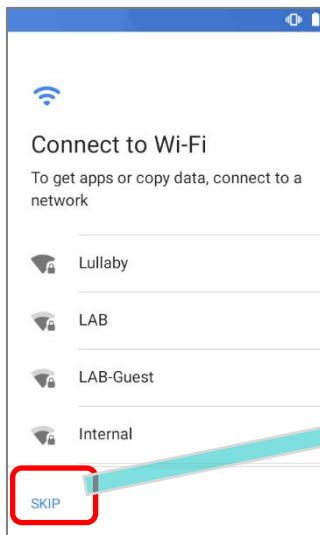 Connect to Wi-Fi
To get apps or copy data, connect to a
network
Lullaby
LAB
LAB-Guest
Internal
SKIP